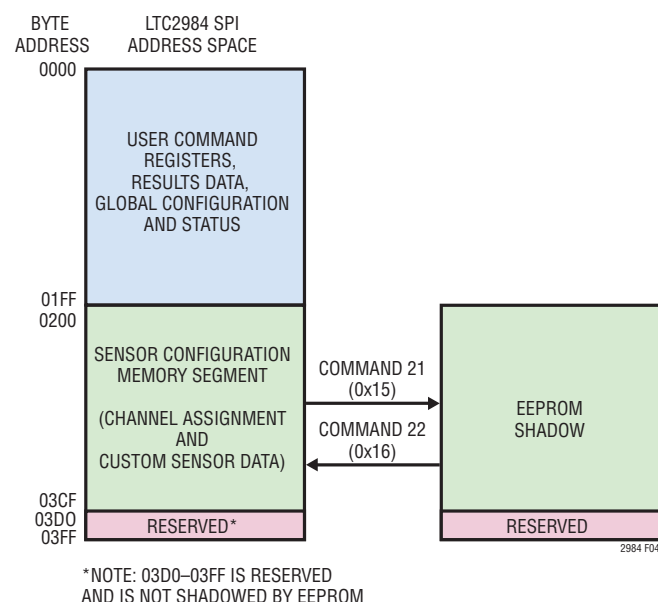 BYTE
ADDRESS
LTC2984 SPI
ADDRESS SPACE
0000
USER COMMAND
REGISTERS,
RESULTS DATA,
GLOBAL CONFIGURATION
AND STATUS
01FF
0200
SENSOR CONFIGURATION
MEMORY SEGMENT
(CHANNEL ASSIGNMENT
AND
CUSTOM SENSOR DATA)
COMMAND 21
(0x15)
COMMAND 22
(0x16)
EEPROM
SHADOW
03CF
03D0
03FF
RESERVED*
RESERVED
2984 F04
*NOTE: 03D0–03FF IS RESERVED
AND IS NOT SHADOWED BY EEPROM